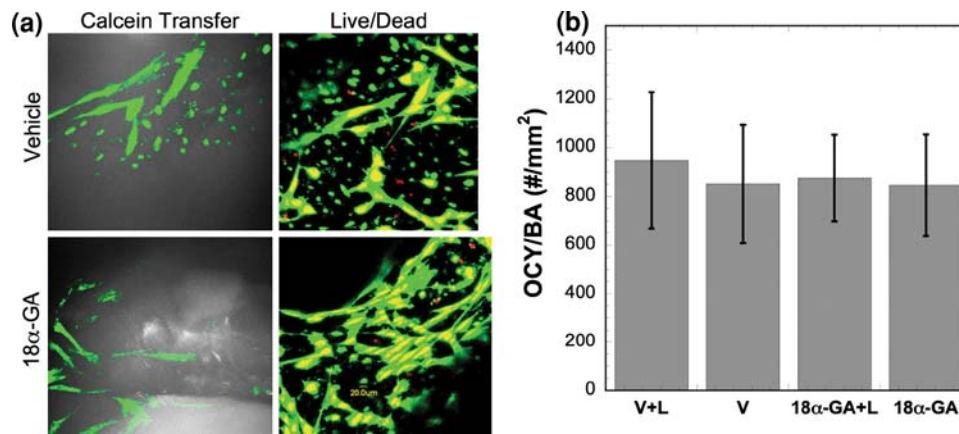 (a)
Calcein Transfer
Live/Dead
Vehicle
18α-GA
20.0um
(b)
OCY/BA (#/mm²)
1400
1200
1000
800
600
400
200
0
V+L
V
18α-GA+L
18α-GA